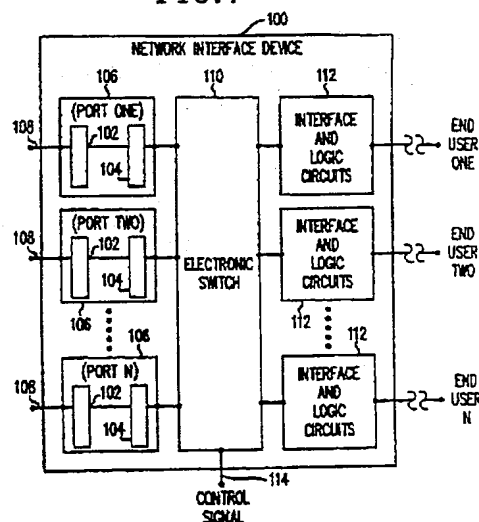 100
NETWORK INTERFACE DEVICE
106
110
112
(PORT ONE)
108
102
104
INTERFACE
AND
LOGIC
CIRCUITS
END
USER
ONE
(PORT TWO)
108
102
104
106
ELECTRONIC
SWITCH
INTERFACE
AND
LOGIC
CIRCUITS
112
END
USER
TWO
106
112
(PORT N)
108
102
104
INTERFACE
AND
LOGIC
CIRCUITS
END
USER
N
114
CONTROL
SIGNAL